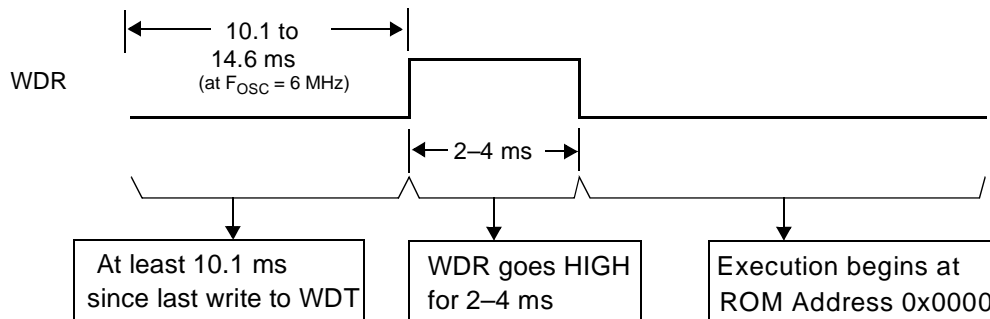 10.1 to
14.6 ms
(at FOSC = 6 MHz)
WDR
2–4 ms
At least 10.1 ms
since last write to WDT
WDR goes HIGH
for 2–4 ms
Execution begins at
ROM Address 0x0000